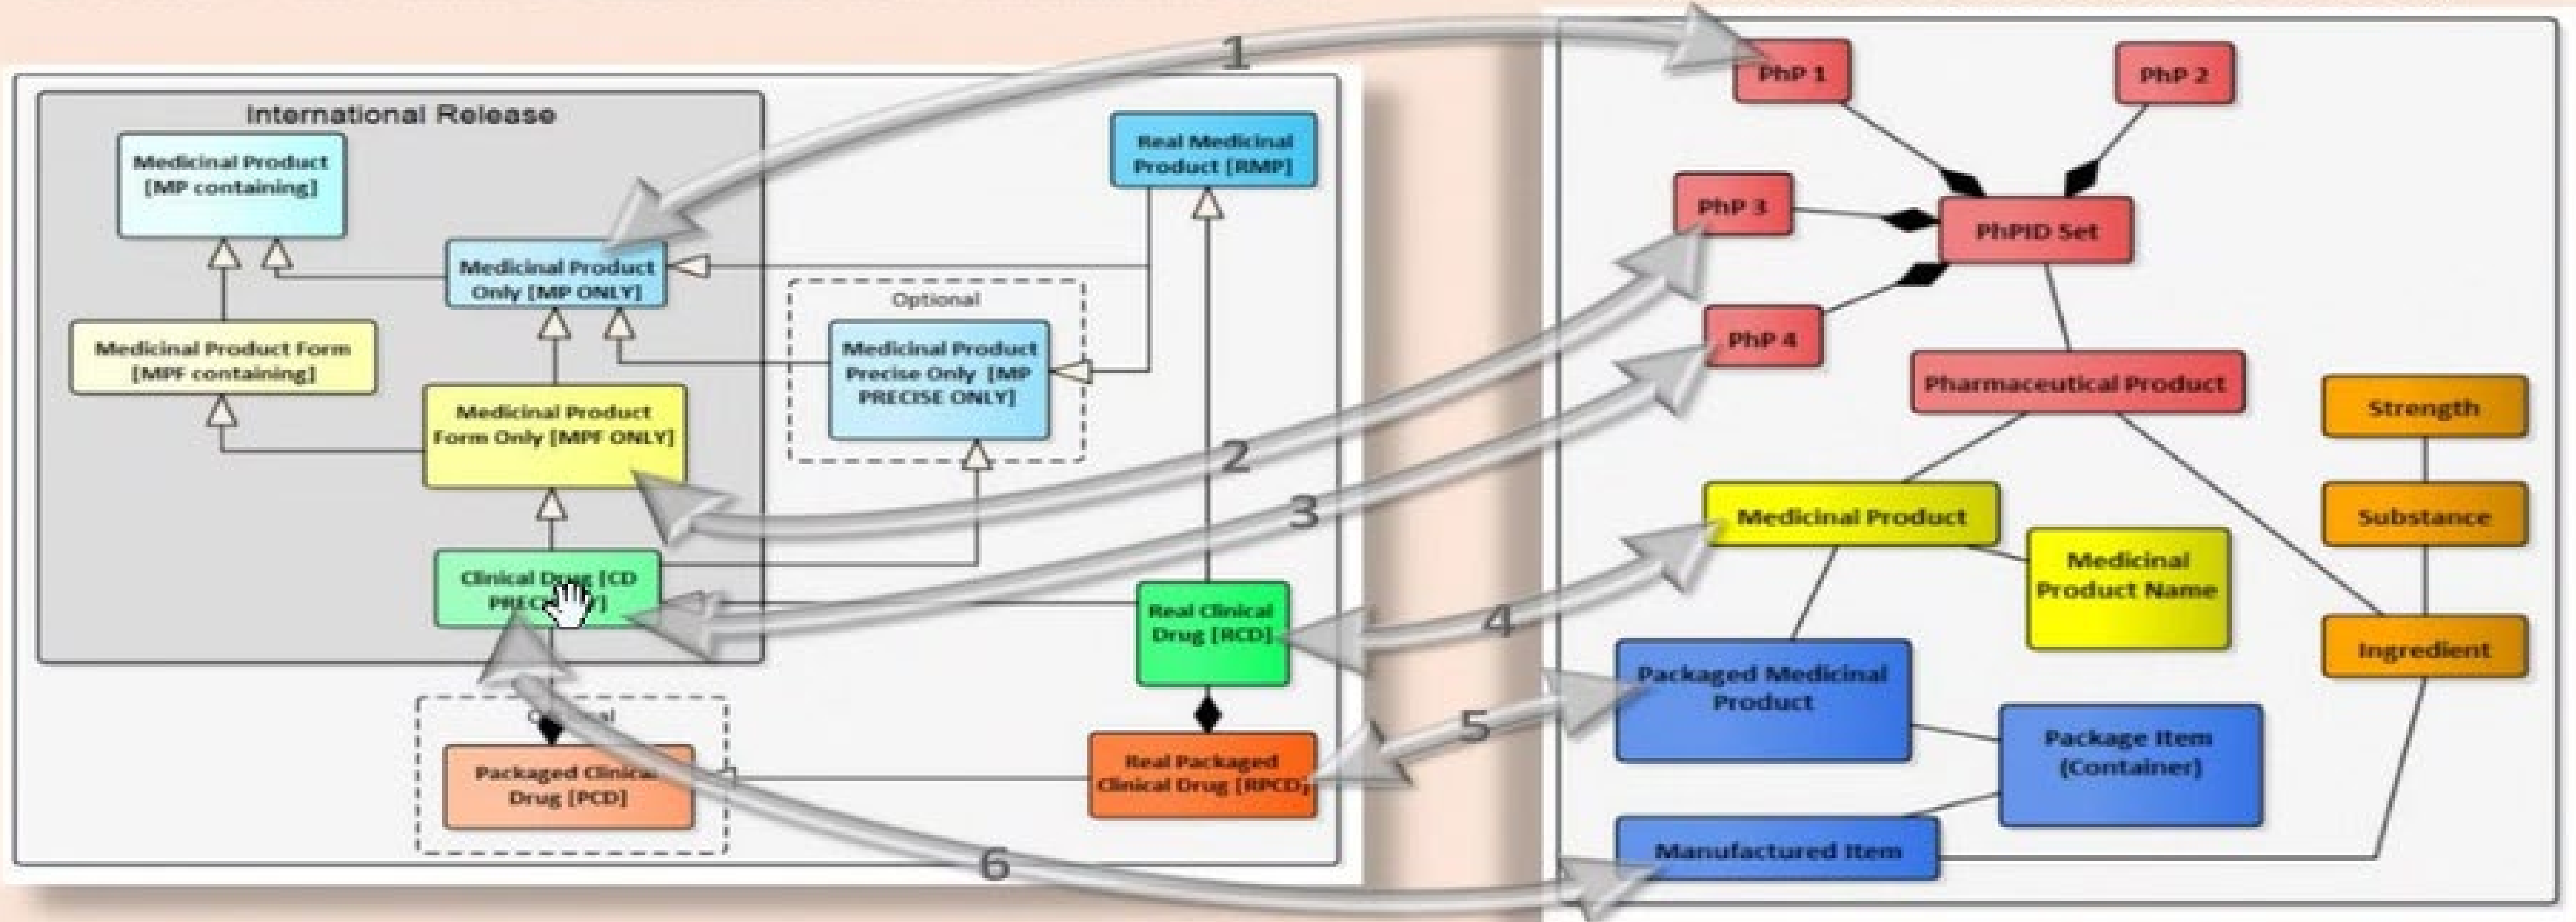 1
International Release
Medicinal Product
[MP containing]
Real Medicinal
Product [RMP]
Medicinal Product
Only [MP ONLY]
Optional
Medicinal Product
Precise Only [MP
PRECISE ONLY]
Medicinal Product Form
[MPF containing]
Medicinal Product
Form Only [MPF ONLY]
2
3
Clinical Drug [CD
Real Clinical
Drug [RCD]
4
5
Packaged Clinical
Drug [PCD]
Real Packaged
Clinical Drug [RPCD]
6
PhP 1
PhP 2
PhP 3
PhPID Set
PhP 4
Pharmaceutical Product
Strength
Medicinal Product
Substance
Medicinal
Product Name
Ingredient
Packaged Medicinal
Product
Package Item
(Container)
Manufactured Item